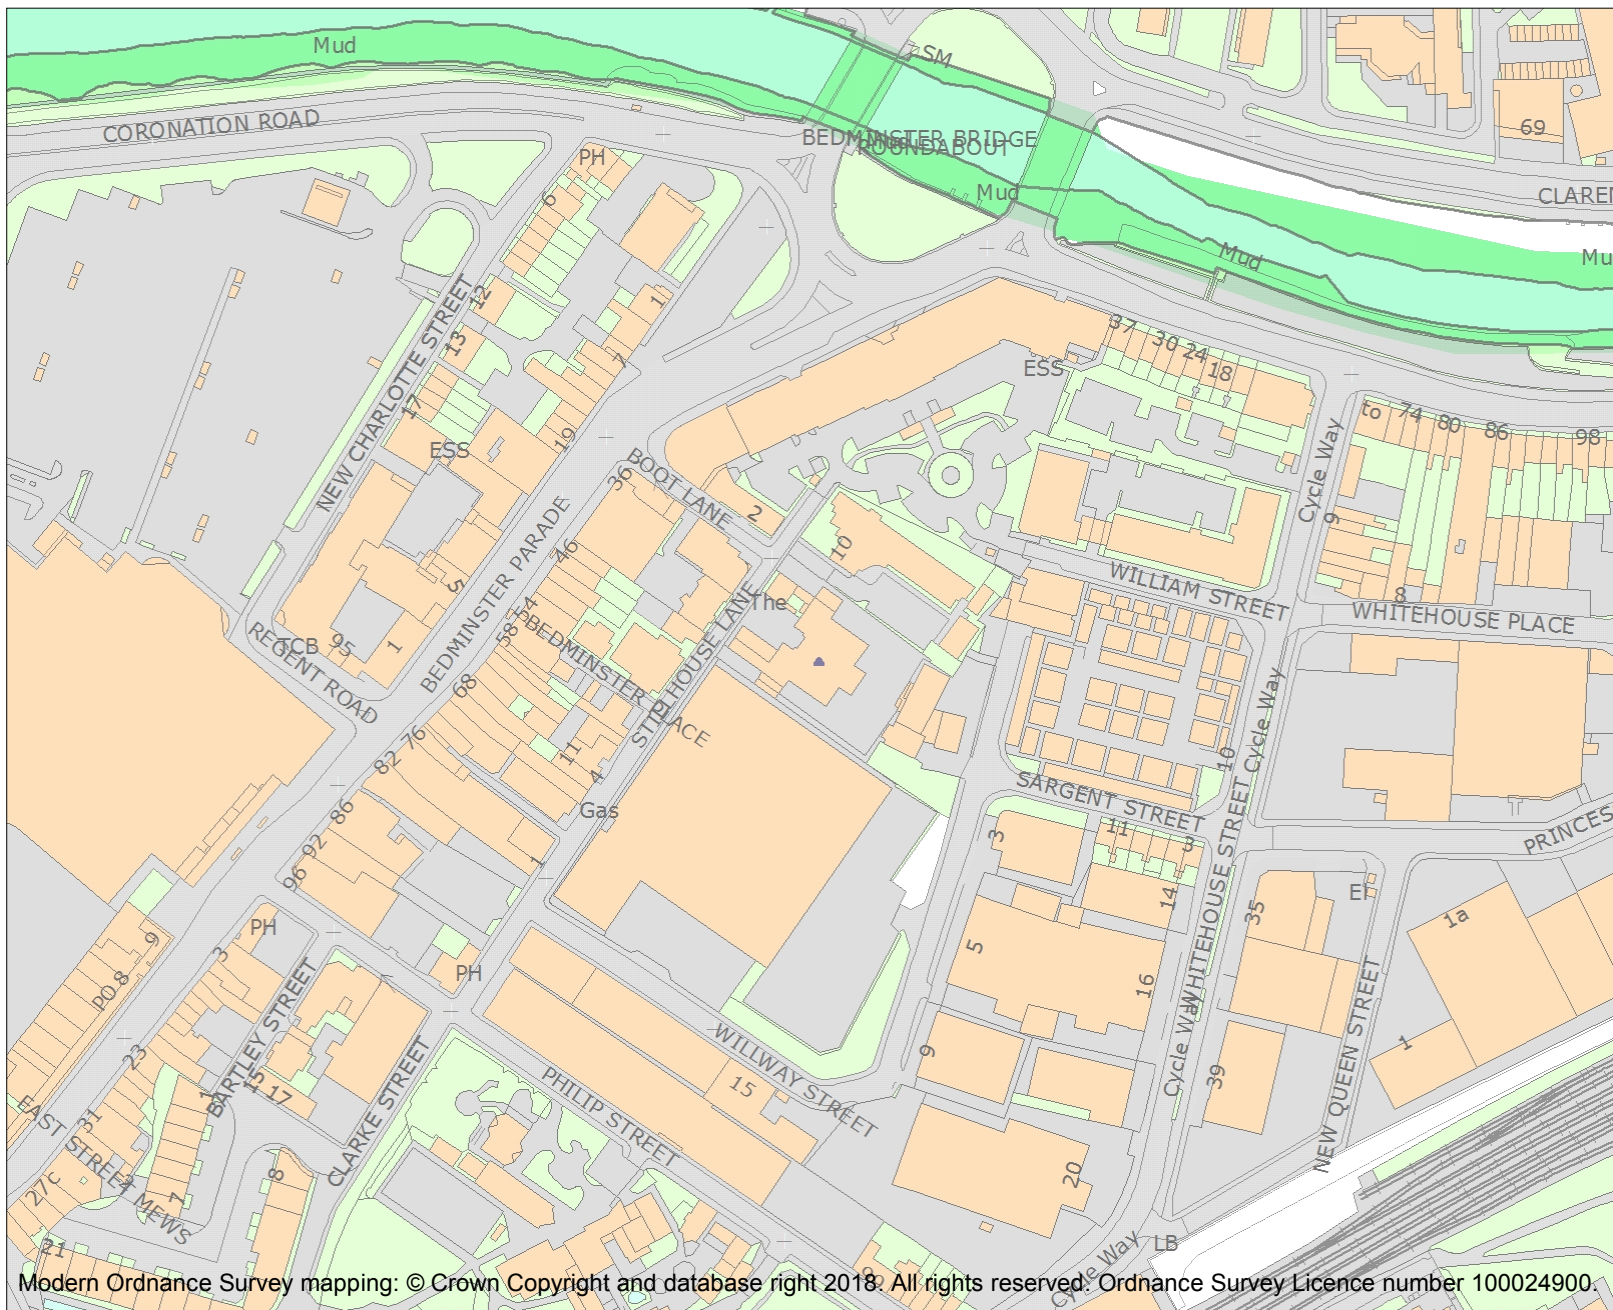 Mud
SM
CORONATION ROAD
BEDMINSTER BRIDGE
ROUNDABOUT
Mud
69
PH
Mud
CLAREN
6
Mud
Mu
12
1
NEW CHARLOTTE STREET
13
7
37
30
24
18
ESS
17
to
74
80
86
98
ESS
19
BOOT LANE
36
Cycle Way
2
9
46
10
BEDMINSTER PARADE
5
WILLIAM STREET
The
54
8
WHITEHOUSE PLACE
58
BEDMINSTER PLACE
STILLHOUSE LANE
REGENT ROAD
TCB
95
1
68
Cycle Way
76
82
11
4
10
SARGENT STREET
Gas
86
3
11
3
PRINCES
92
1
96
14
WHITEHOUSE STREET
35
EI
1a
PH
9
3
5
PH
PO
8
16
BARTLEY STREET
WILLWAY STREET
23
9
Cycle Way
39
1
NEW QUEEN STREET
15
1
15
17
PHILIP STREET
31
EAST STREET MEWS
CLARKE STREET
27c
2
7
8
20
21
LB
Cycle Way
Modern Ordnance Survey mapping: © Crown Copyright and database right 2018. All rights reserved. Ordnance Survey Licence number 100024900.